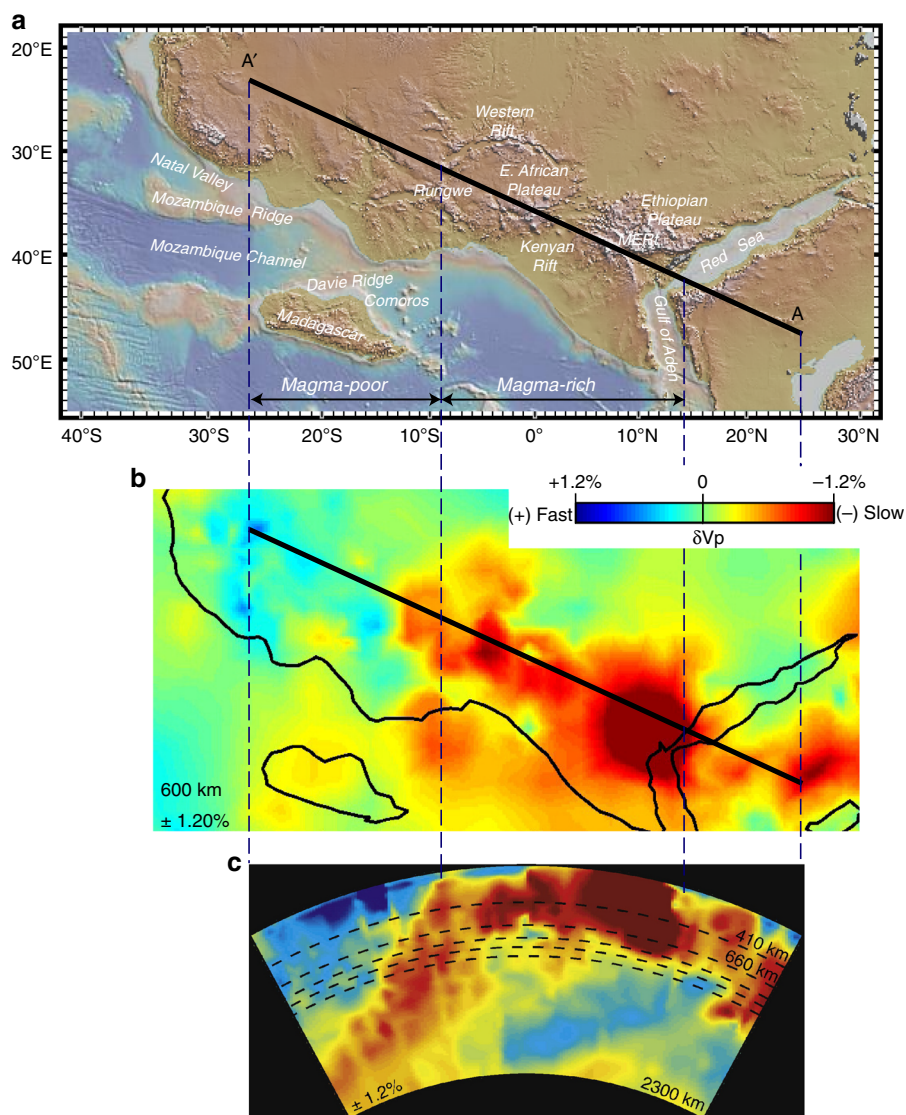 a
20°E
30°E
40°E
50°E
A′
Western
Rift
E. African
Plateau
Rungwe
Ethiopian
Plateau
MER
Kenyan
Rift
Red Sea
Gulf of Aden
Natal Valley
Mozambique Ridge
Mozambique Channel
Davie Ridge
Comoros
Madagascar
A
Magma-poor
Magma-rich
40°S
30°S
20°S
10°S
0°
10°N
20°N
30°N
b
+1.2%
0
−1.2%
(+) Fast
(−) Slow
δVp
600 km
± 1.20%
c
410 km
660 km
± 1.2%
2300 km